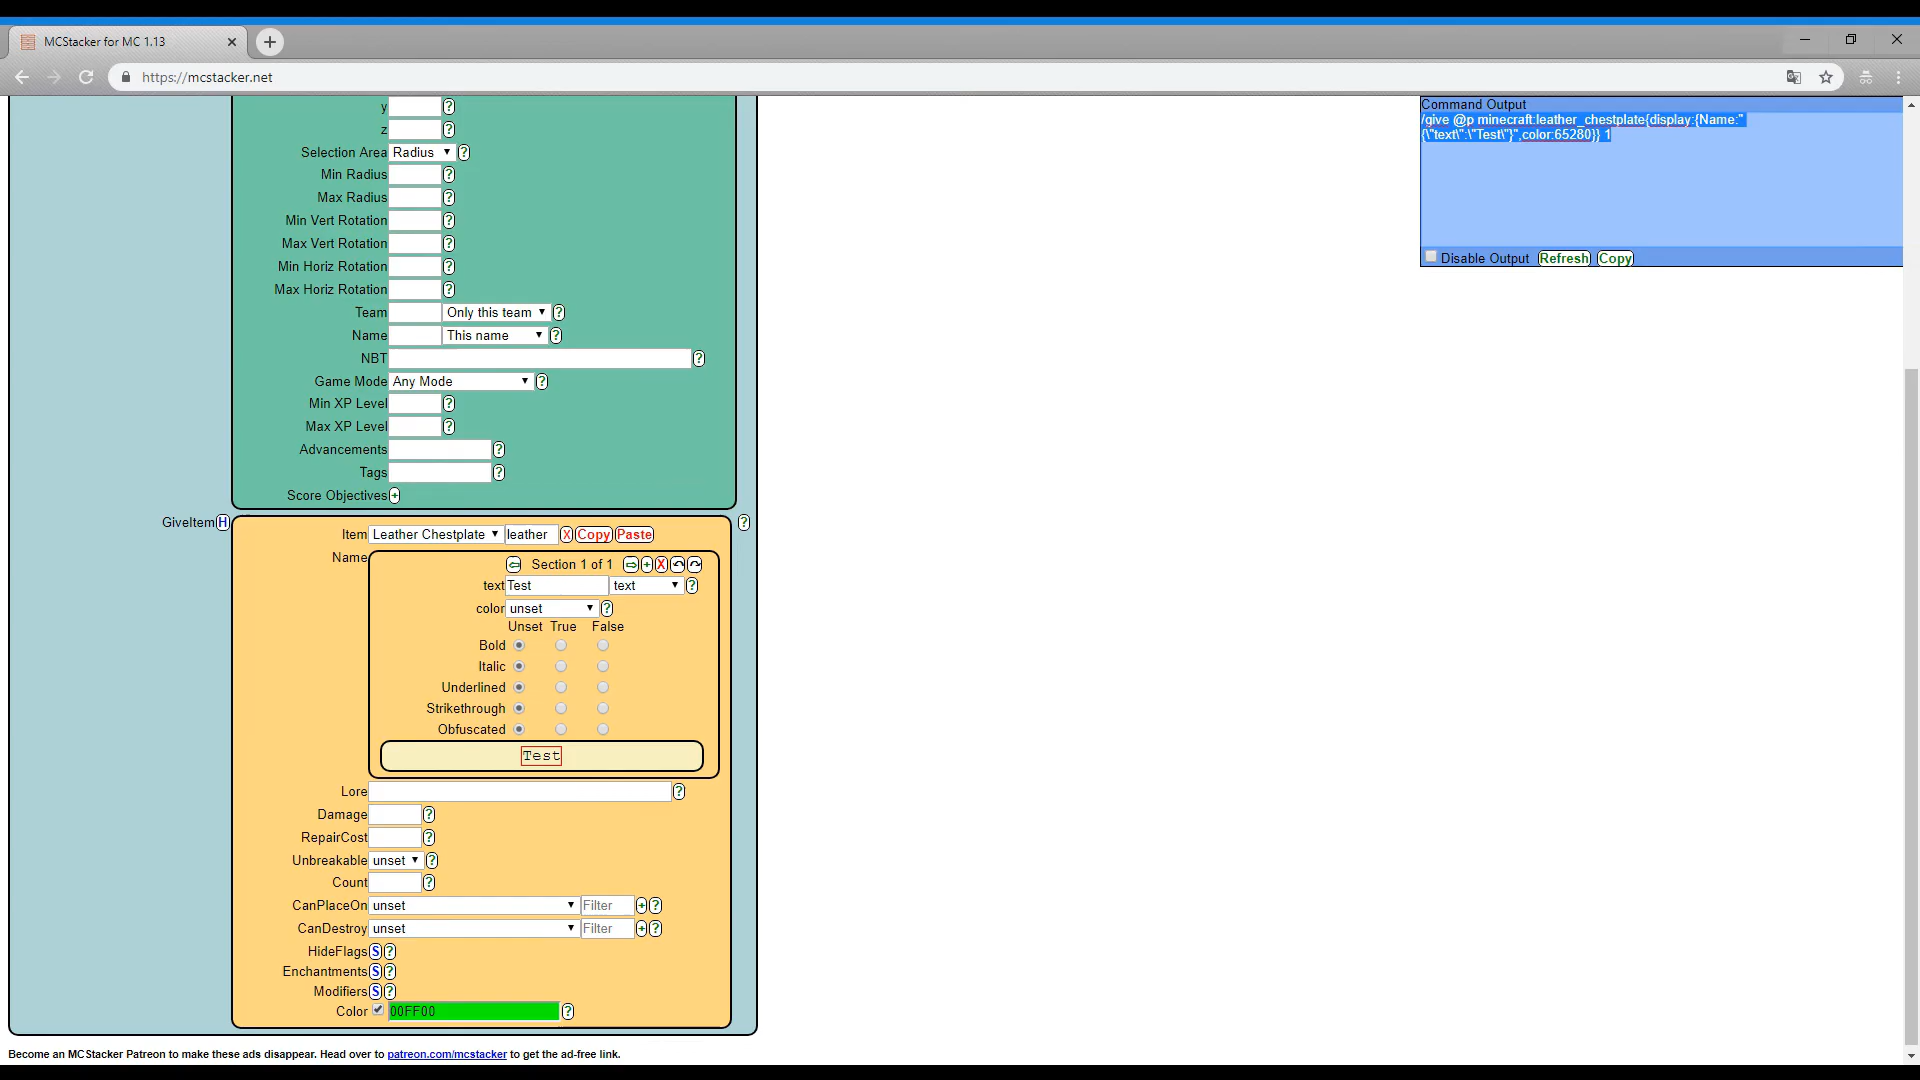 MCStacker for MC 1.13
https://mcstacker.net
y ?
z ?
Selection Area Radius ?
Min Radius ?
Max Radius ?
Min Vert Rotation ?
Max Vert Rotation ?
Min Horiz Rotation ?
Max Horiz Rotation ?
Team Only this team ?
Name This name ?
NBT ?
Game Mode Any Mode ?
Min XP Level ?
Max XP Level ?
Advancements ?
Tags ?
Score Objectives +
GiveItem H ?
Item Leather Chestplate leather X Copy Paste
Name
Section 1 of 1 + X
text Test text ?
color unset ?
Unset True False
Bold
Italic
Underlined
Strikethrough
Obfuscated
Test
Lore ?
Damage ?
RepairCost ?
Unbreakable unset ?
Count ?
CanPlaceOn unset Filter + ?
CanDestroy unset Filter + ?
HideFlags S ?
Enchantments S ?
Modifiers S ?
Color 00FF00 ?
Become an MCStacker Patreon to make these ads disappear. Head over to patreon.com/mcstacker to get the ad-free link.
Command Output
/give @p minecraft:leather_chestplate{display:{Name:"
{\"text\":\"Test\"}",color:65280}} 1
Disable Output Refresh Copy